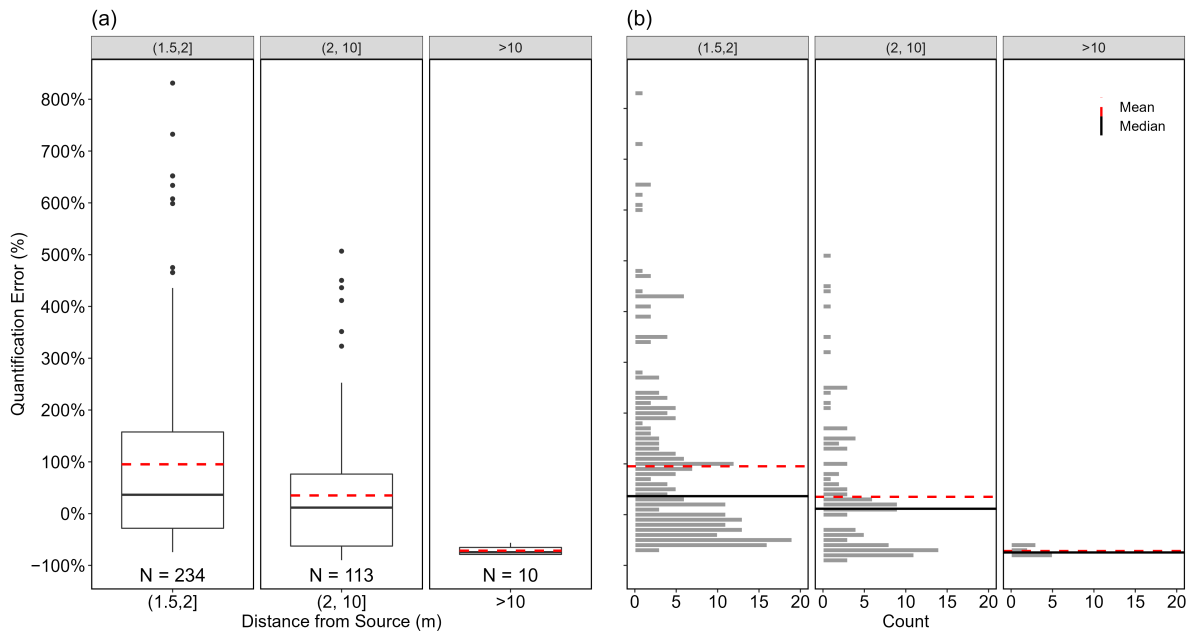 (a)
(b)
(1.5,2]
(2, 10]
>10
(1.5,2]
(2, 10]
>10
Quantification Error (%)
800%
700%
600%
500%
400%
300%
200%
100%
0%
−100%
Mean
Median
N = 234
N = 113
N = 10
(1.5,2]
(2, 10]
>10
0 5 10 15 20
0 5 10 15 20
0 5 10 15 20
Distance from Source (m)
Count